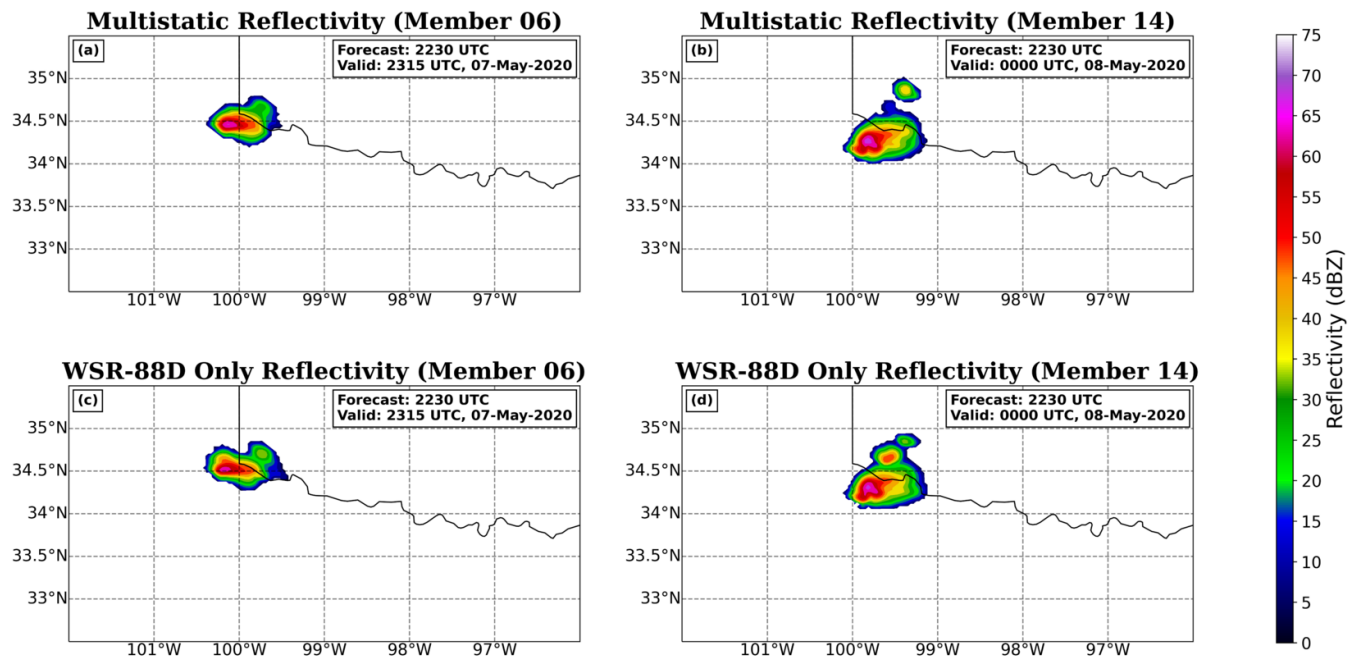 Multistatic Reflectivity (Member 06)
(a)
Forecast: 2230 UTC
Valid: 2315 UTC, 07-May-2020
35°N
34.5°N
34°N
33.5°N
33°N
101°W 100°W 99°W 98°W 97°W
Multistatic Reflectivity (Member 14)
(b)
Forecast: 2230 UTC
Valid: 0000 UTC, 08-May-2020
35°N
34.5°N
34°N
33.5°N
33°N
101°W 100°W 99°W 98°W 97°W
WSR-88D Only Reflectivity (Member 06)
(c)
Forecast: 2230 UTC
Valid: 2315 UTC, 07-May-2020
35°N
34.5°N
34°N
33.5°N
33°N
101°W 100°W 99°W 98°W 97°W
WSR-88D Only Reflectivity (Member 14)
(d)
Forecast: 2230 UTC
Valid: 0000 UTC, 08-May-2020
35°N
34.5°N
34°N
33.5°N
33°N
101°W 100°W 99°W 98°W 97°W
75
70
65
60
55
50
45
40
35
30
25
20
15
10
5
0
Reflectivity (dBZ)